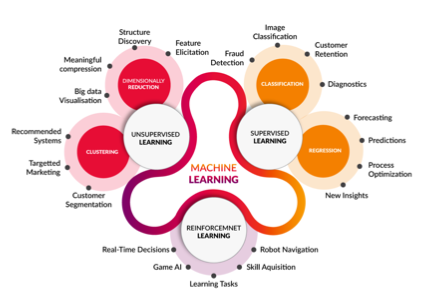 Structure
Discovery
Feature
Elicitation
Meaningful
compression
Big data
Visualisation
DIMENSIONALLY
REDUCTION
Image
Classification
Fraud
Detection
Customer
Retention
Diagnostics
CLASSIFICATION
Recommended
Systems
Targetted
Marketing
Customer
Segmentation
CLUSTERING
UNSUPERVISED
LEARNING
SUPERVISED
LEARNING
Forecasting
Predictions
Process
Optimization
New Insights
REGRESSION
MACHINE
LEARNING
REINFORCEMNET
LEARNING
Real-Time Decisions
Game AI
Learning Tasks
Skill Aquisition
Robot Navigation